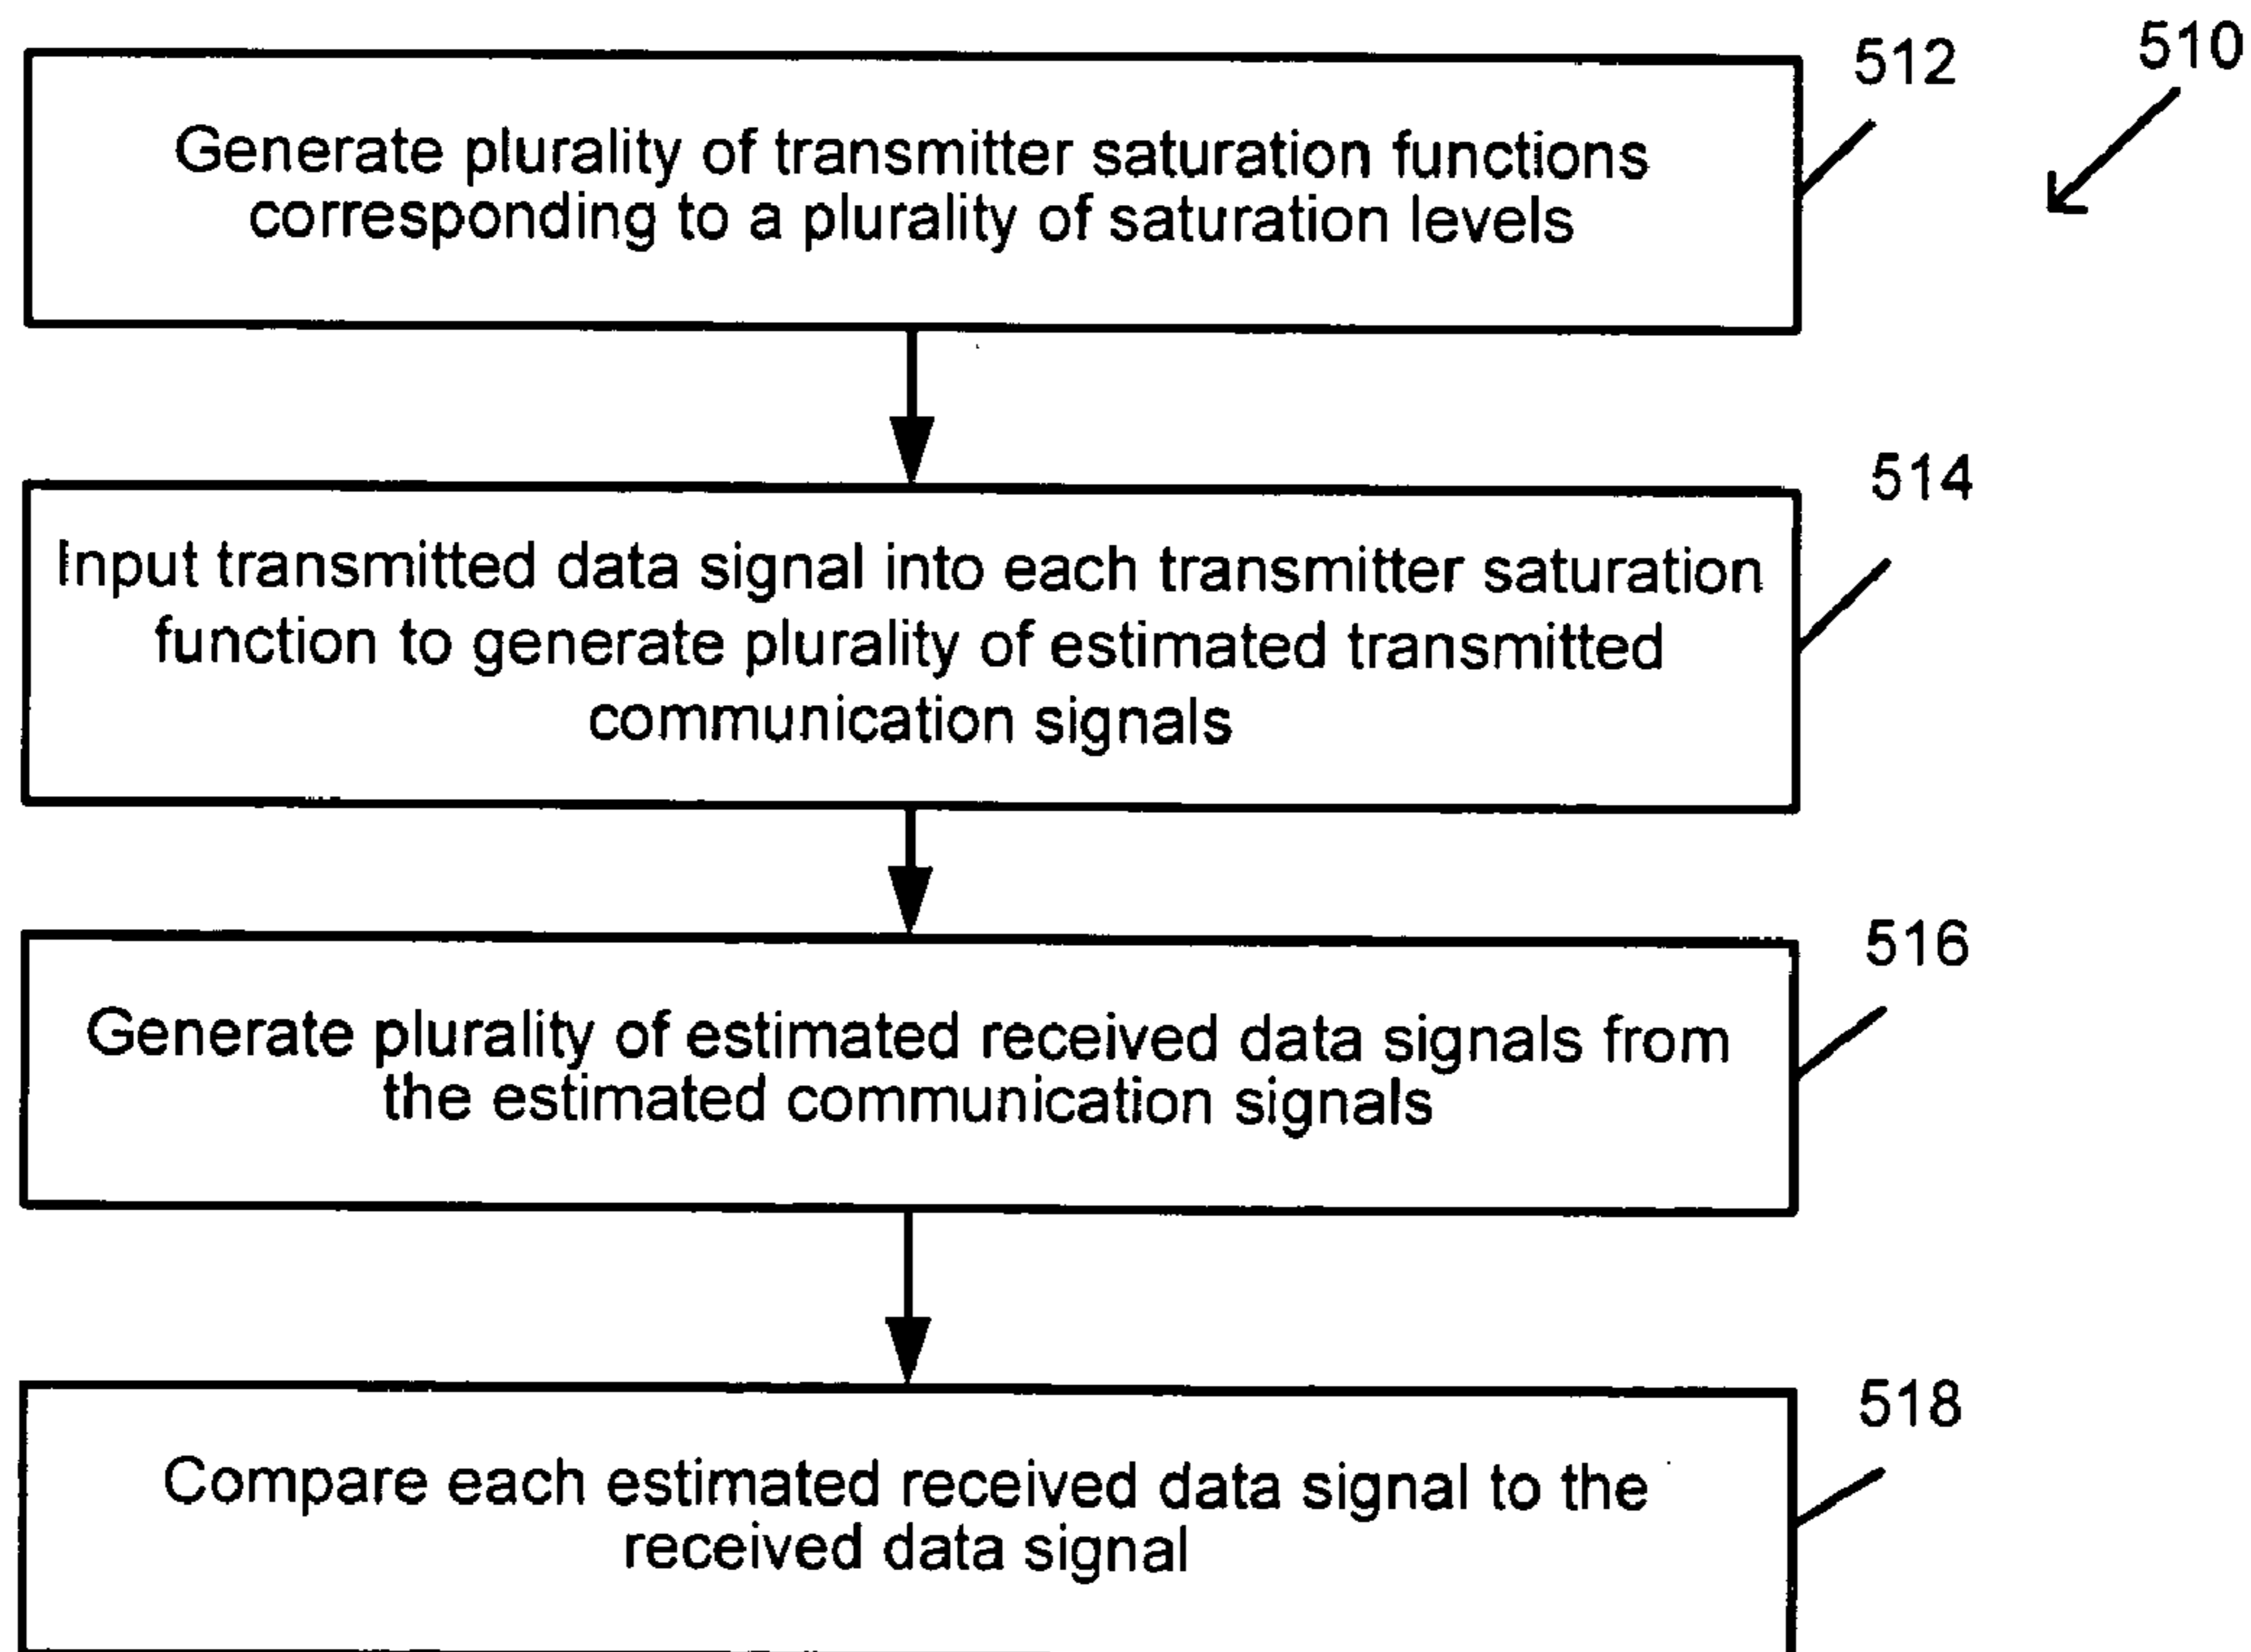 510
512
Generate plurality of transmitter saturation functions
corresponding to a plurality of saturation levels
514
Input transmitted data signal into each transmitter saturation
function to generate plurality of estimated transmitted
communication signals
516
Generate plurality of estimated received data signals from
the estimated communication signals
518
Compare each estimated received data signal to the
received data signal